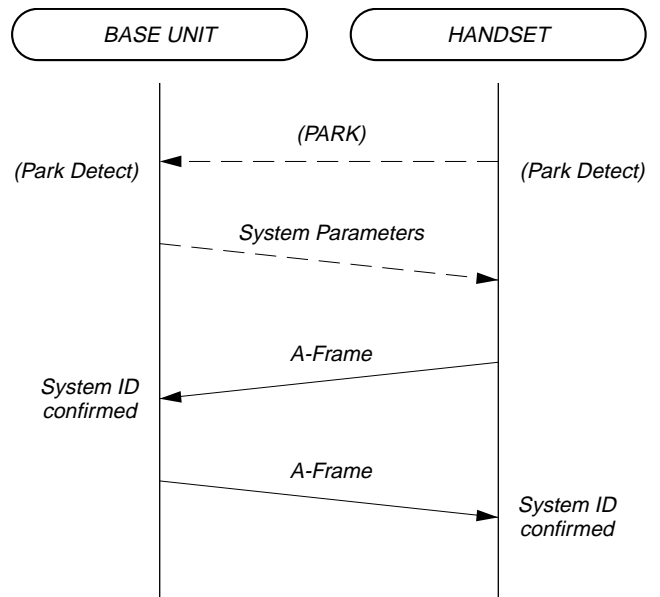 BASE UNIT
HANDSET
(PARK)
(Park Detect)
(Park Detect)
System Parameters
A-Frame
System ID
confirmed
A-Frame
System ID
confirmed